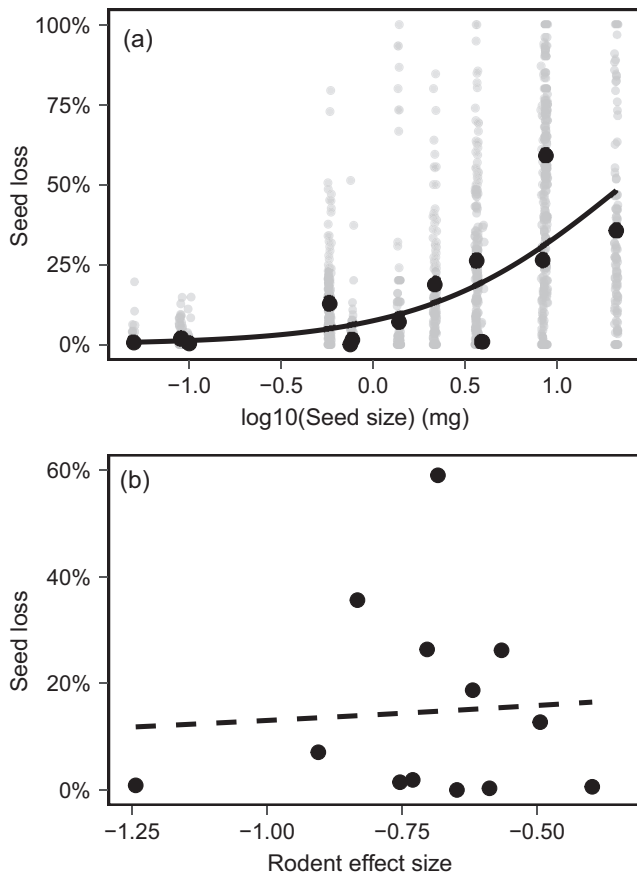 (a)
Seed loss
100%
75%
50%
25%
0%
−1.0 −0.5 0.0 0.5 1.0
log10(Seed size) (mg)
(b)
Seed loss
60%
40%
20%
0%
−1.25 −1.00 −0.75 −0.50
Rodent effect size